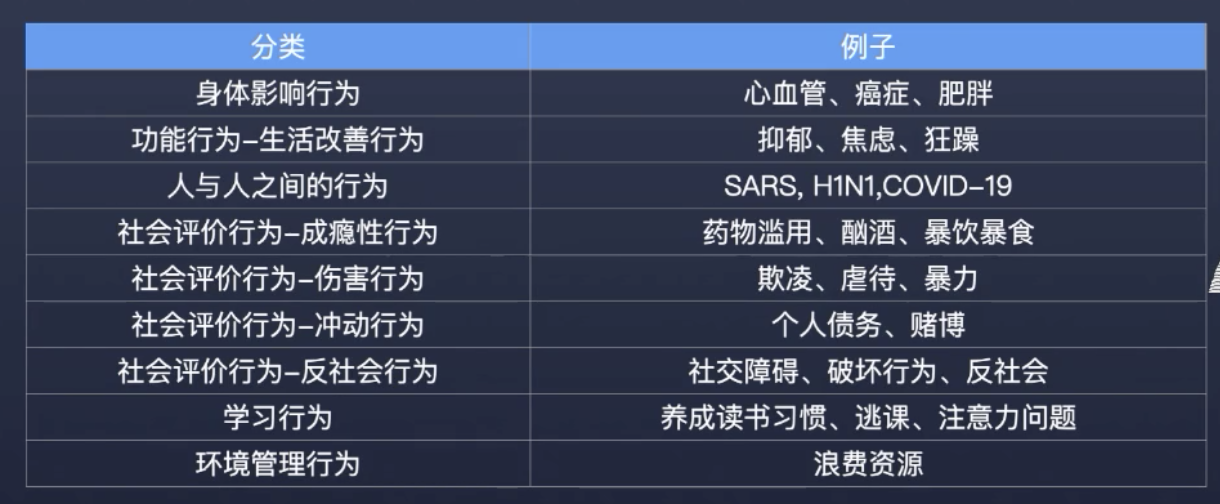 分类 例子
身体影响行为 心血管、癌症、肥胖
功能行为–生活改善行为 抑郁、焦虑、狂躁
人与人之间的行为 SARS, H1N1,COVID–19
社会评价行为–成瘾性行为 药物滥用、酗酒、暴饮暴食
社会评价行为–伤害行为 欺凌、虐待、暴力
社会评价行为–冲动行为 个人债务、赌博
社会评价行为–反社会行为 社交障碍、破坏行为、反社会
学习行为 养成读书习惯、逃课、注意力问题
环境管理行为 浪费资源